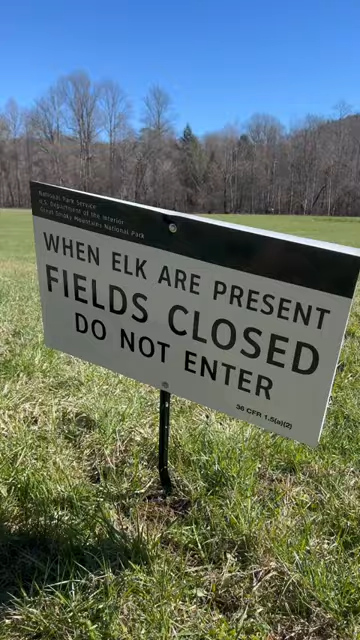 National Park Service
U.S. Department of the Interior
Great Smoky Mountains National Park
WHEN ELK ARE PRESENT
FIELDS CLOSED
DO NOT ENTER
36 CFR 1.5(a)(2)